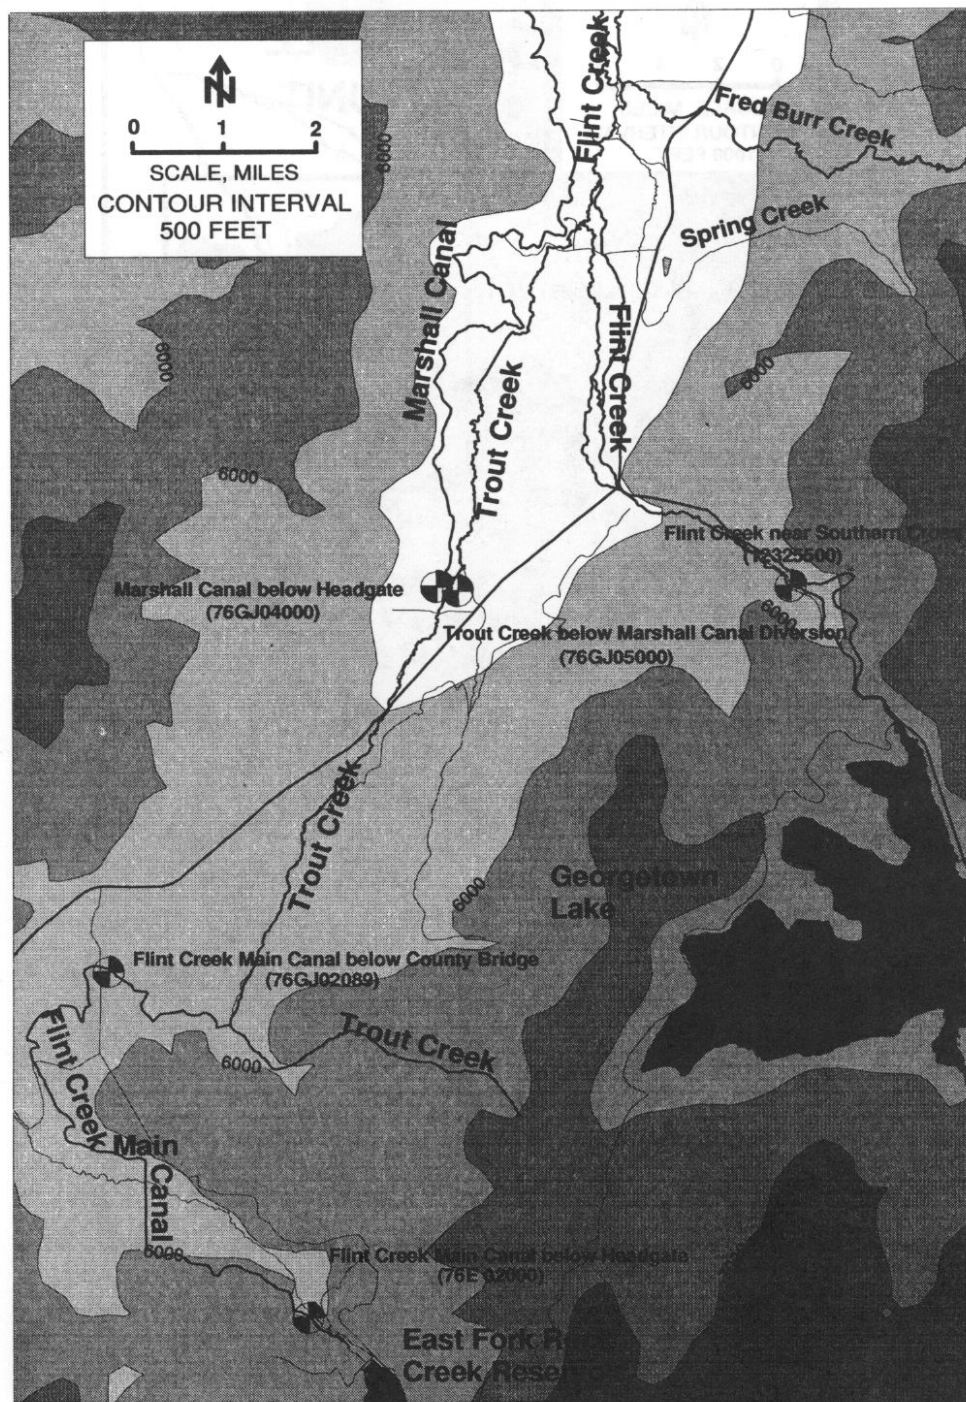 N
0 1 2
SCALE, MILES
CONTOUR INTERVAL
500 FEET
Flint Creek
Fred Burr Creek
6000
Spring Creek
Marshall Canal
Flint Creek
6000
6000
Trout Creek
6000
Flint Creek near Southern Cross
(12325500)
Marshall Canal below Headgate
(76GJ04000)
6000
Trout Creek below Marshall Canal Diversion
(76GJ05000)
Trout Creek
Georgetown
Lake
6000
Flint Creek Main Canal below County Bridge
(76GJ02089)
Flint Creek
Trout Creek
6000
Main
Canal
6000
Flint Creek Main Canal below Headgate
(76E 02000)
East Fork
Creek